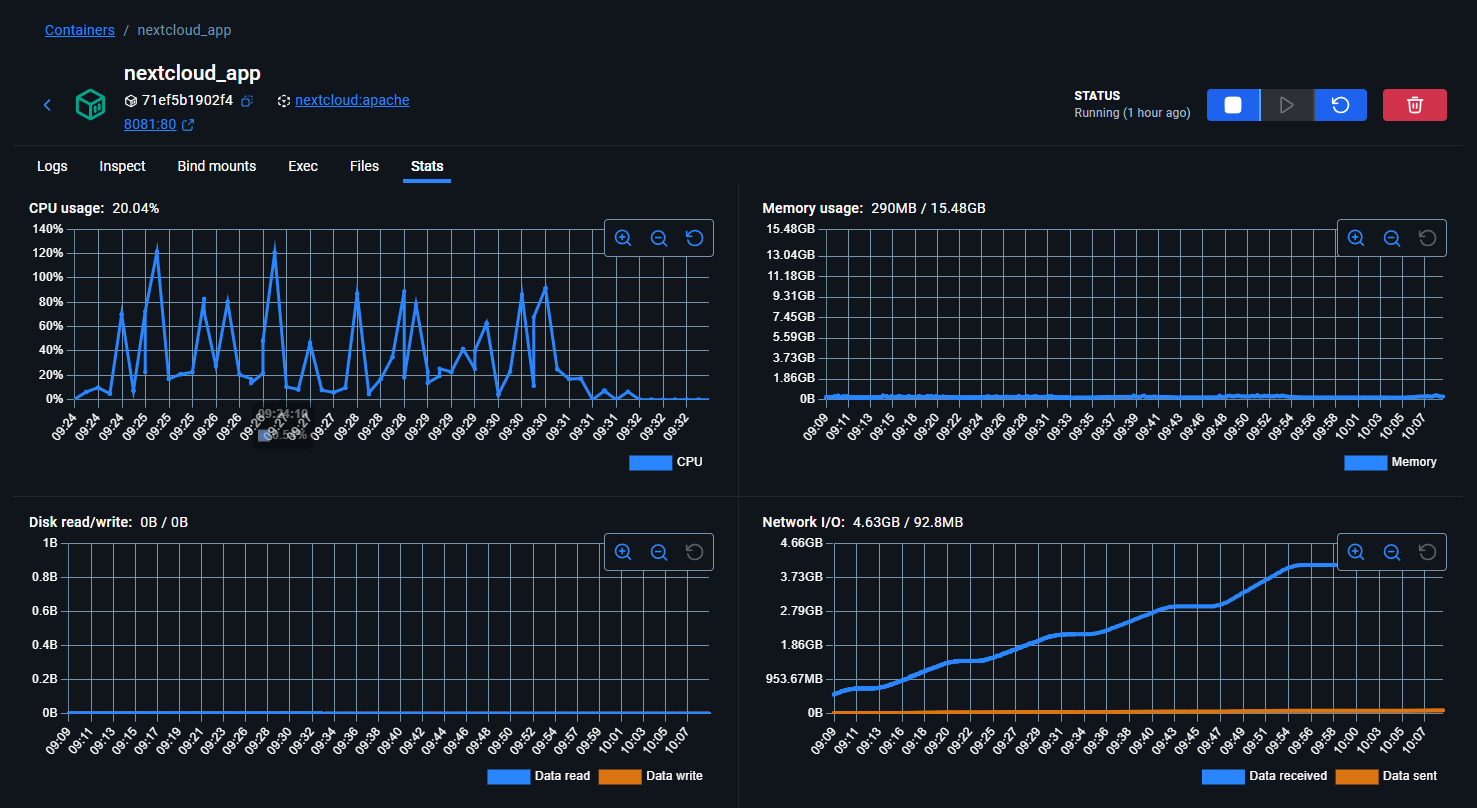 Containers / nextcloud_app
nextcloud_app
71ef5b1902f4 nextcloud:apache
8081:80
STATUS
Running (1 hour ago)
Logs Inspect Bind mounts Exec Files Stats
CPU usage: 20.04%
140%
120%
100%
80%
60%
40%
20%
0%
09:24 09:24 09:24 09:25 09:25 09:25 09:26 09:26 09:26 09:27 09:27 09:28 09:28 09:28 09:29 09:29 09:29 09:30 09:30 09:30 09:31 09:31 09:31 09:32 09:32 09:32
CPU
Memory usage: 290MB / 15.48GB
15.48GB
13.04GB
11.18GB
9.31GB
7.45GB
5.59GB
3.73GB
1.86GB
0B
09:09 09:11 09:13 09:15 09:18 09:20 09:22 09:24 09:26 09:28 09:31 09:33 09:35 09:37 09:39 09:41 09:43 09:46 09:48 09:50 09:52 09:54 09:56 09:58 10:01 10:03 10:05 10:07
Memory
Disk read/write: 0B / 0B
1B
0.8B
0.6B
0.4B
0.2B
0B
09:09 09:11 09:13 09:15 09:17 09:19 09:21 09:23 09:26 09:28 09:30 09:32 09:34 09:36 09:38 09:40 09:42 09:44 09:46 09:48 09:50 09:52 09:54 09:57 09:59 10:01 10:03 10:05 10:07
Data read Data write
Network I/O: 4.63GB / 92.8MB
4.66GB
3.73GB
2.79GB
1.86GB
953.67MB
0B
09:09 09:11 09:13 09:16 09:18 09:20 09:22 09:25 09:27 09:29 09:31 09:34 09:36 09:38 09:40 09:43 09:45 09:47 09:49 09:51 09:54 09:56 09:58 10:00 10:03 10:05 10:07
Data received Data sent